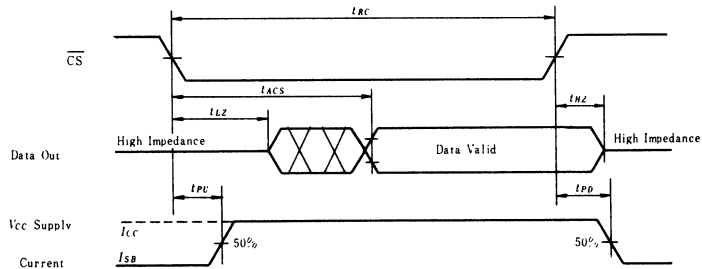 tRC
CS
tACS
tLZ
tHZ
High Impedance
High Impedance
Data Out
Data Valid
tPU
tPD
VCC Supply
ICC
50%
50%
Current
ISB